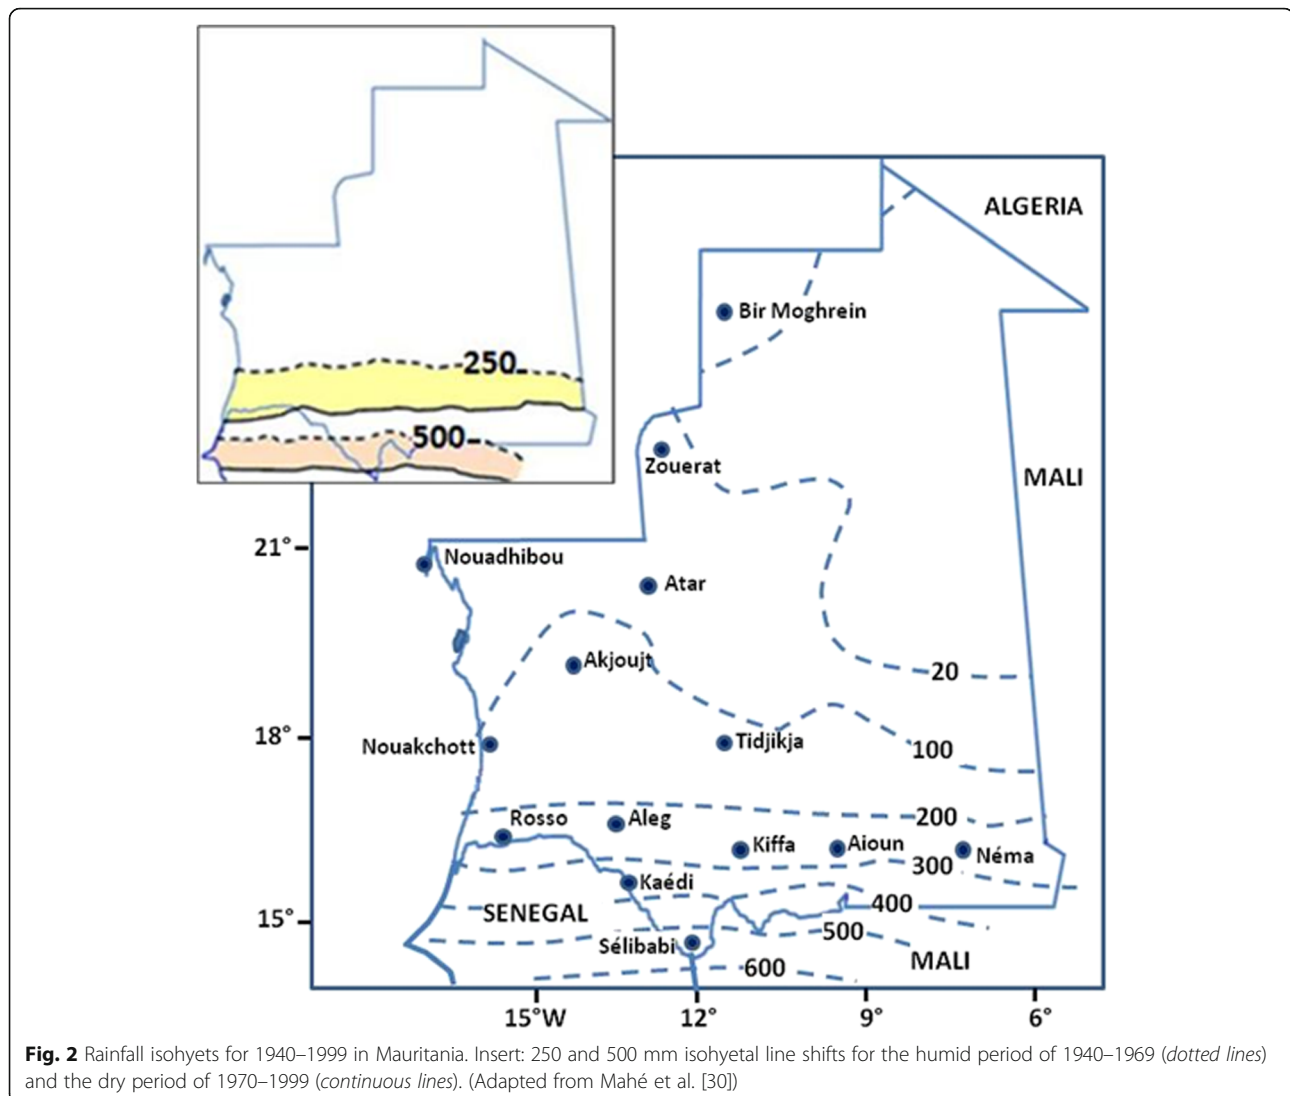 250
500
ALGERIA
Bir Moghrein
Zouerat
MALI
21°
Nouadhibou
Atar
Akjoujt
20
18°
Nouakchott
Tidjikja
100
200
Rosso
Aleg
Kiffa
Aioun
Néma
300
Kaédi
400
15°
SENEGAL
500
Sélibabi
MALI
600
15°W 12° 9° 6°
Fig. 2 Rainfall isohyets for 1940–1999 in Mauritania. Insert: 250 and 500 mm isohyetal line shifts for the humid period of 1940–1969 (dotted lines)
and the dry period of 1970–1999 (continuous lines). (Adapted from Mahé et al. [30])